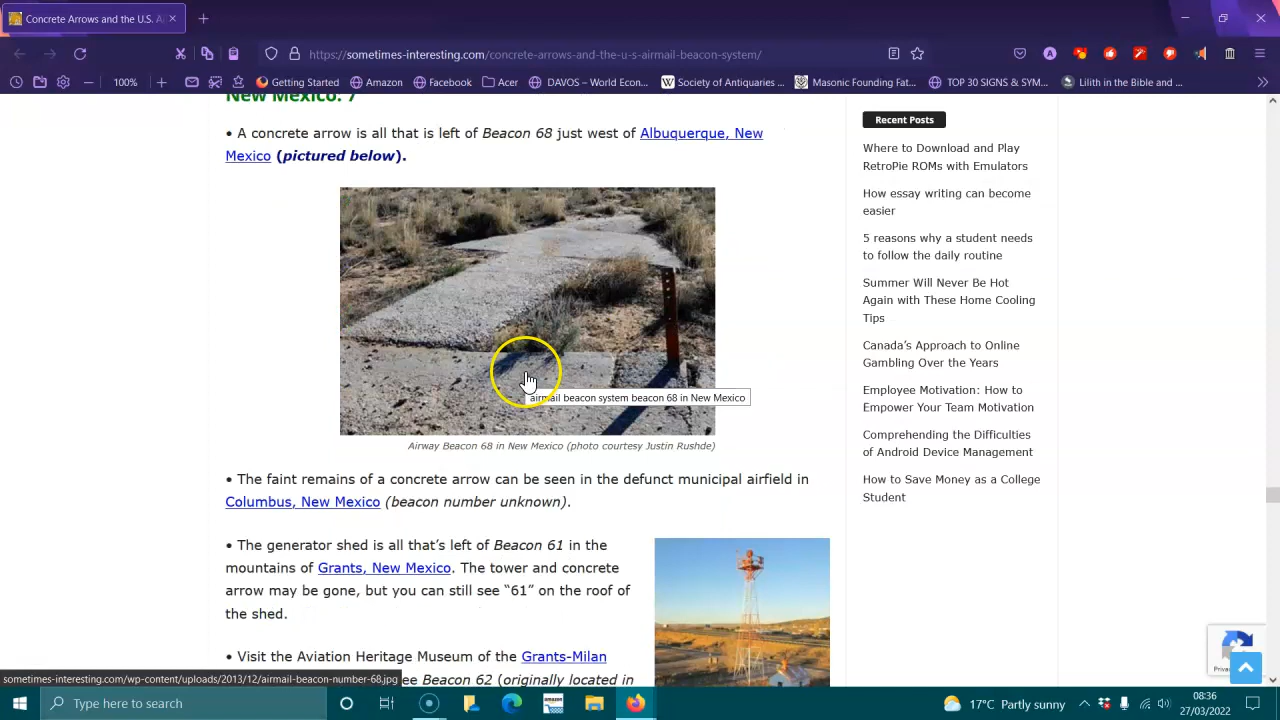 Concrete Arrows and the U.S. A
https://sometimes-interesting.com/concrete-arrows-and-the-u-s-airmail-beacon-system/
100%
Getting Started
Amazon
Facebook
Acer
DAVOS – World Econ...
Society of Antiquaries ...
Masonic Founding Fat...
TOP 30 SIGNS & SYM...
Lilith in the Bible and ...
New Mexico: 7
• A concrete arrow is all that is left of Beacon 68 just west of Albuquerque, New
Mexico (pictured below).
airmail beacon system beacon 68 in New Mexico
Airway Beacon 68 in New Mexico (photo courtesy Justin Rushde)
• The faint remains of a concrete arrow can be seen in the defunct municipal airfield in
Columbus, New Mexico (beacon number unknown).
• The generator shed is all that’s left of Beacon 61 in the
mountains of Grants, New Mexico. The tower and concrete
arrow may be gone, but you can still see “61” on the roof of
the shed.
• Visit the Aviation Heritage Museum of the Grants-Milan
ee Beacon 62 (originally located in
Recent Posts
Where to Download and Play
RetroPie ROMs with Emulators
How essay writing can become
easier
5 reasons why a student needs
to follow the daily routine
Summer Will Never Be Hot
Again with These Home Cooling
Tips
Canada’s Approach to Online
Gambling Over the Years
Employee Motivation: How to
Empower Your Team Motivation
Comprehending the Difficulties
of Android Device Management
How to Save Money as a College
Student
sometimes-interesting.com/wp-content/uploads/2013/12/airmail-beacon-number-68.jpg
Type here to search
amazon
17°C Partly sunny
08:36
27/03/2022